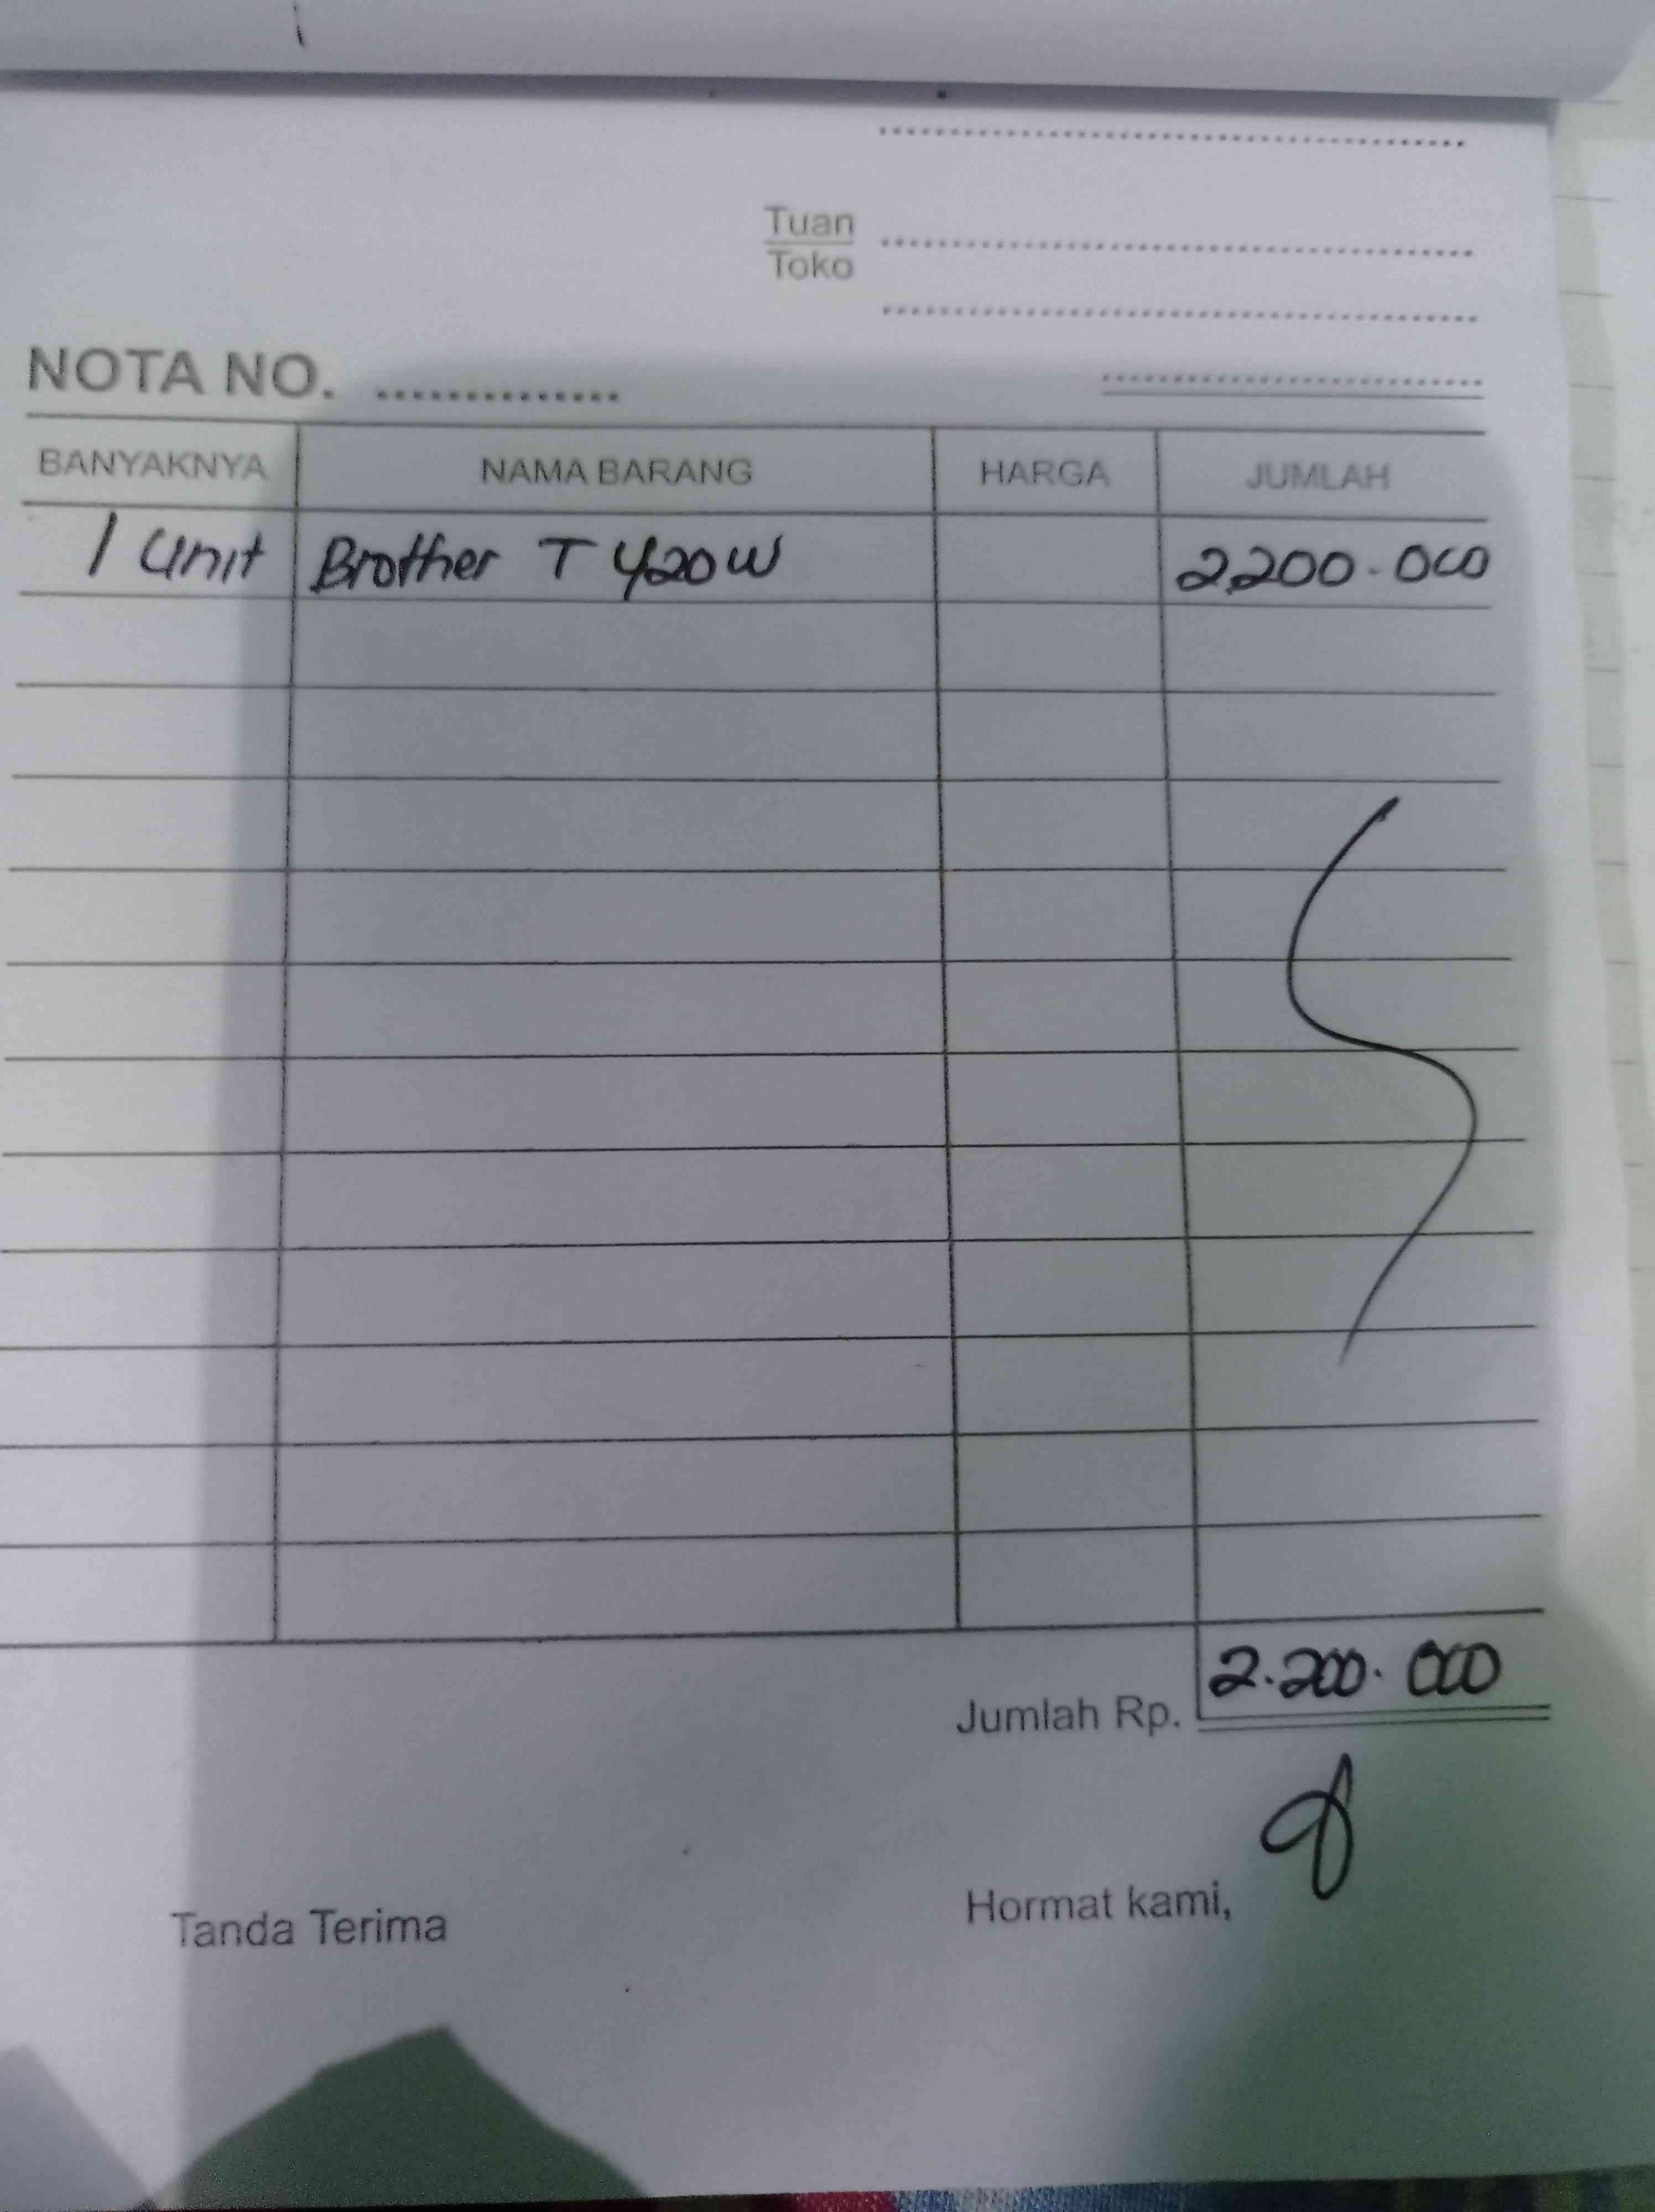 Tuan
Toko
NOTA NO.
BANYAKNYA NAMA BARANG HARGA JUMLAH
1 Unit Brother T 420W 2.200.000
Jumlah Rp. 2.200.000
Tanda Terima Hormat kami,